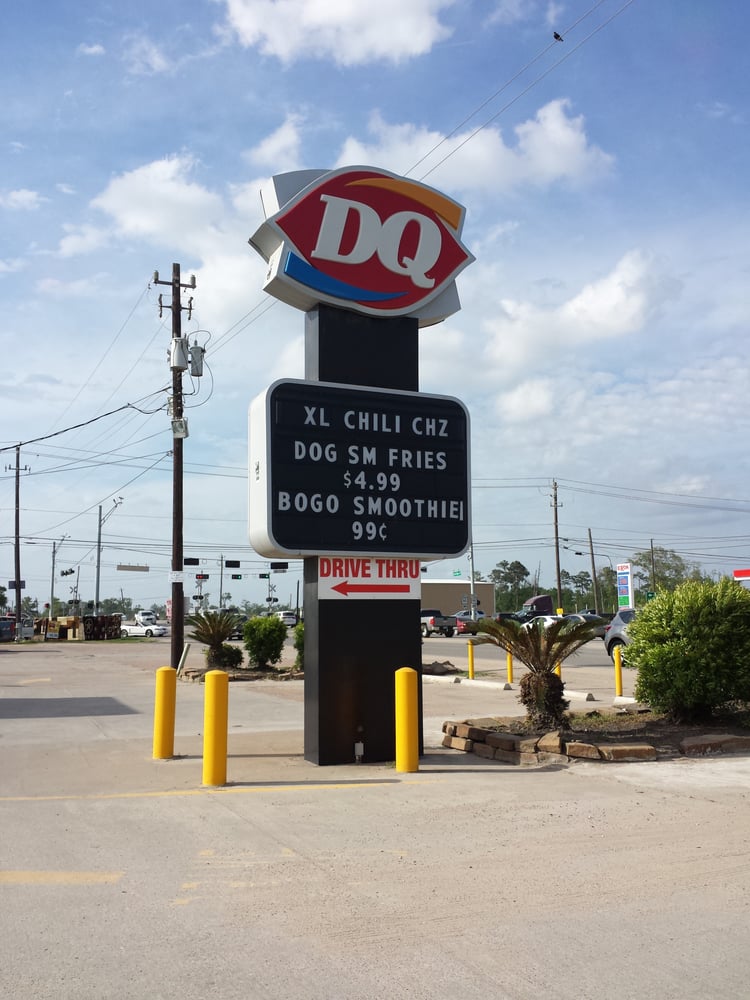 DQ
XL CHILI CHZ
DOG SM FRIES
$4.99
BOGO SMOOTHIE
99¢
DRIVE THRU